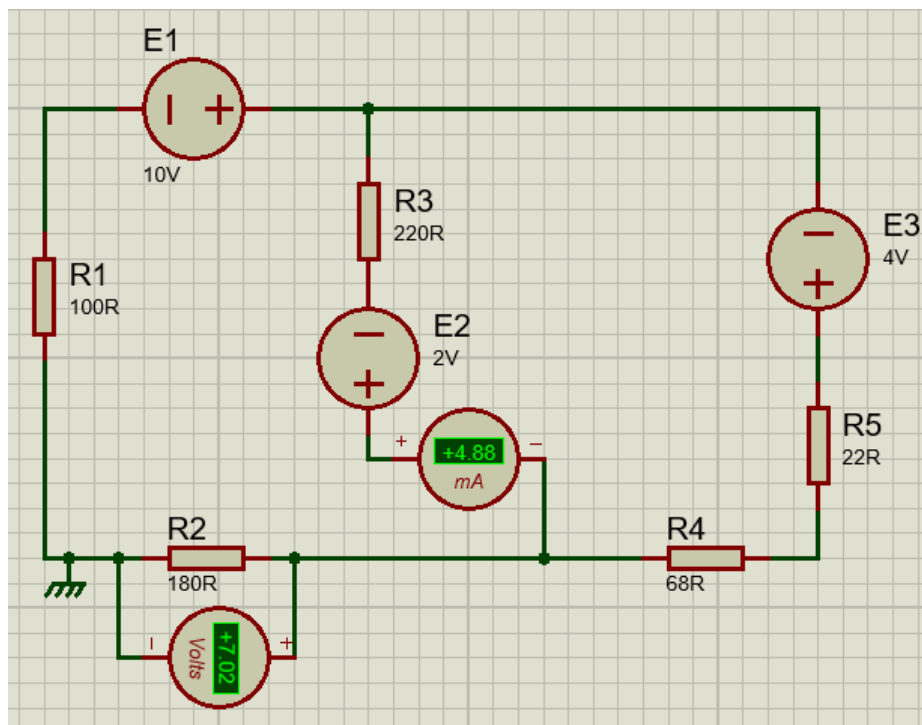 E1
10V
R3
220R
E3
4V
R1
100R
E2
2V
+4.88
mA
R5
22R
R2
180R
R4
68R
+7.02
Volts